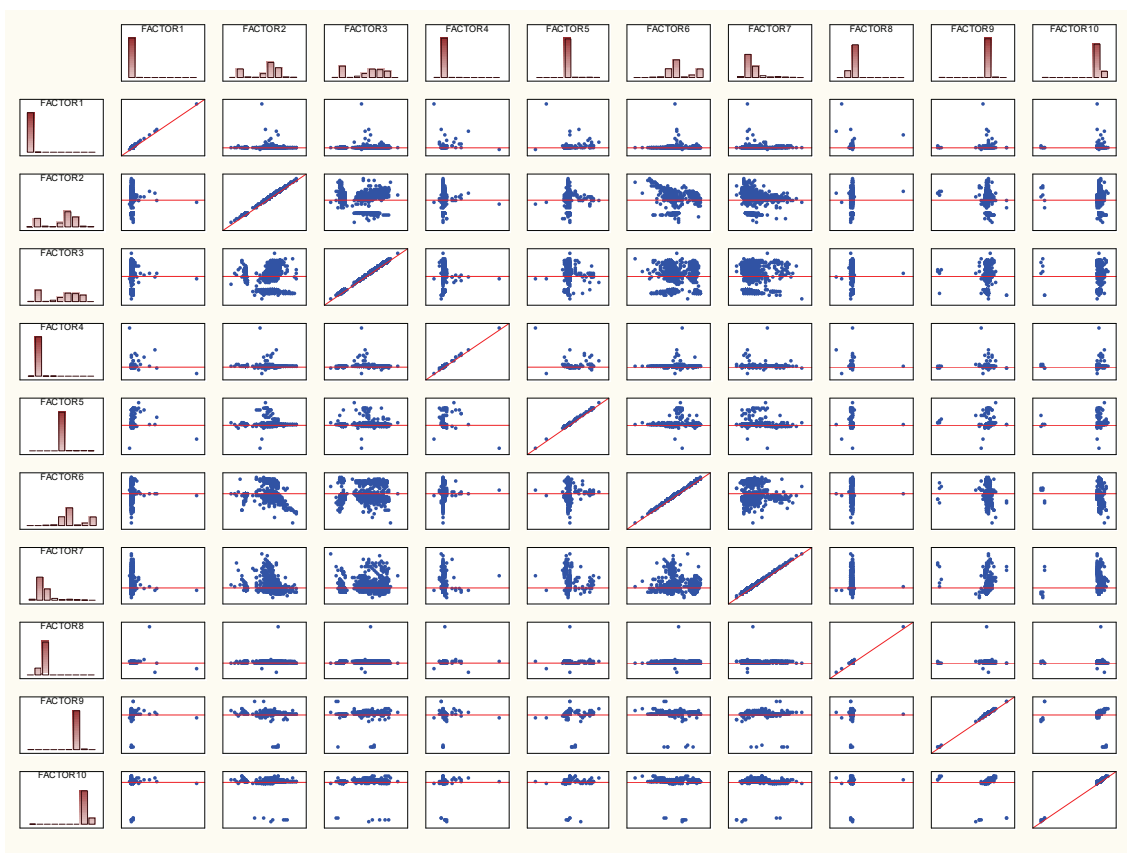 FACTOR1 FACTOR2 FACTOR3 FACTOR4 FACTOR5 FACTOR6 FACTOR7 FACTOR8 FACTOR9 FACTOR10
FACTOR1
FACTOR2
FACTOR3
FACTOR4
FACTOR5
FACTOR6
FACTOR7
FACTOR8
FACTOR9
FACTOR10